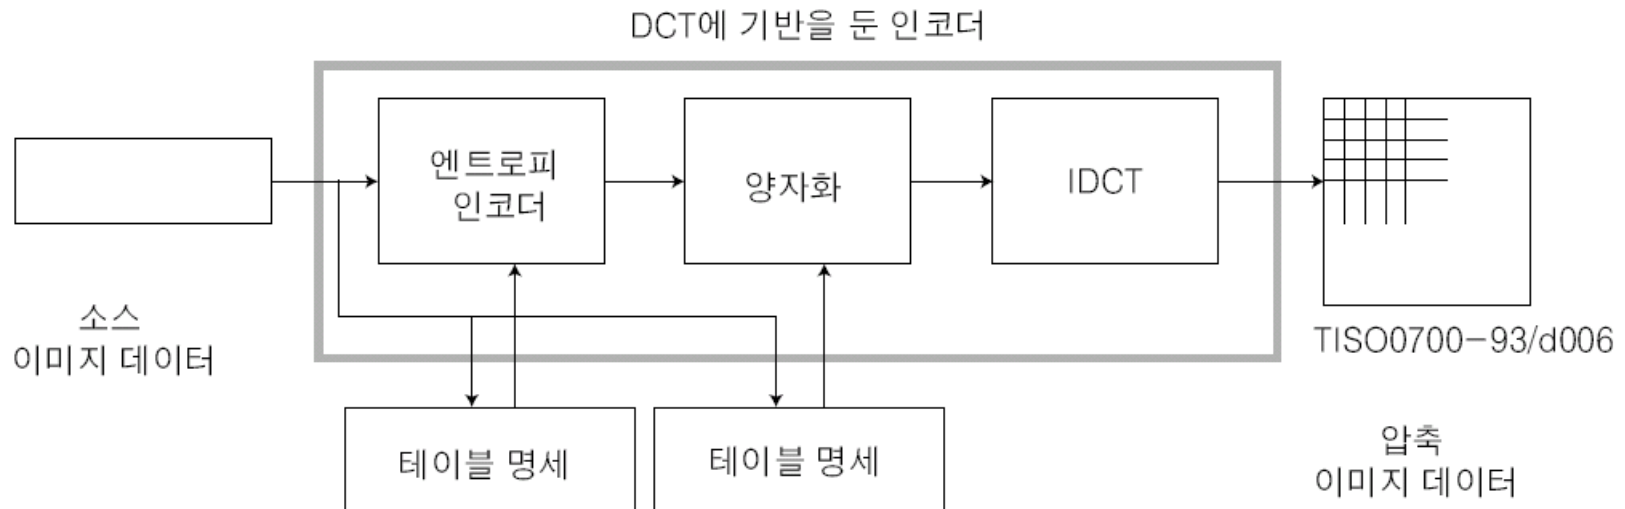 DCT에 기반을 둔 인코더
엔트로피
인코더
양자화
IDCT
소스
이미지 데이터
TISO0700-93/d006
테이블 명세
테이블 명세
압축
이미지 데이터